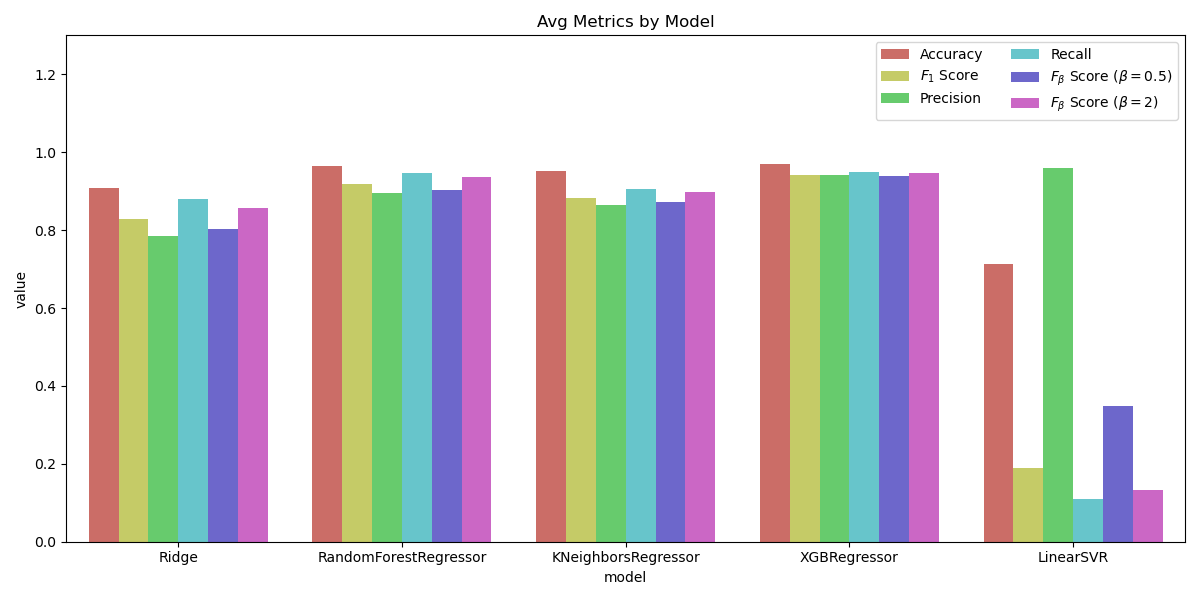 Avg Metrics by Model
Accuracy
F₁ Score
Precision
Recall
Fᵦ Score (β = 0.5)
Fᵦ Score (β = 2)
value
1.2
1.0
0.8
0.6
0.4
0.2
0.0
Ridge
RandomForestRegressor
KNeighborsRegressor
XGBRegressor
LinearSVR
model